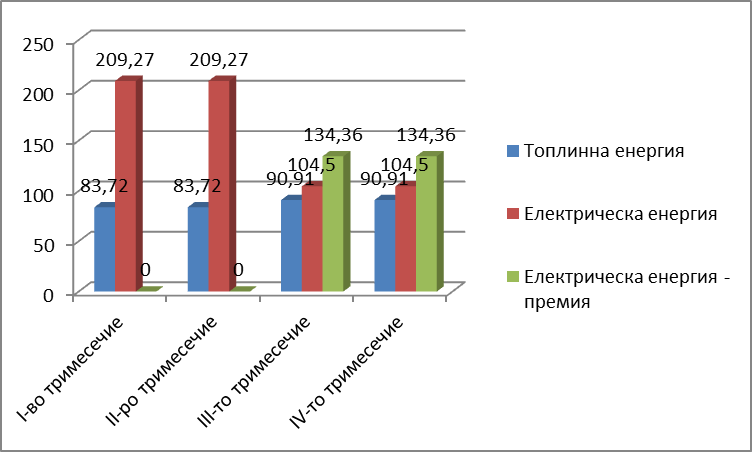 250
200
150
100
50
0
209,27
209,27
134,36
134,36
104,5
104,5
83,72
83,72
90,91
90,91
0
0
I-во тримесечие
II-ро тримесечие
III-то тримесечие
IV-то тримесечие
Топлинна енергия
Електрическа енергия
Електрическа енергия -
премия